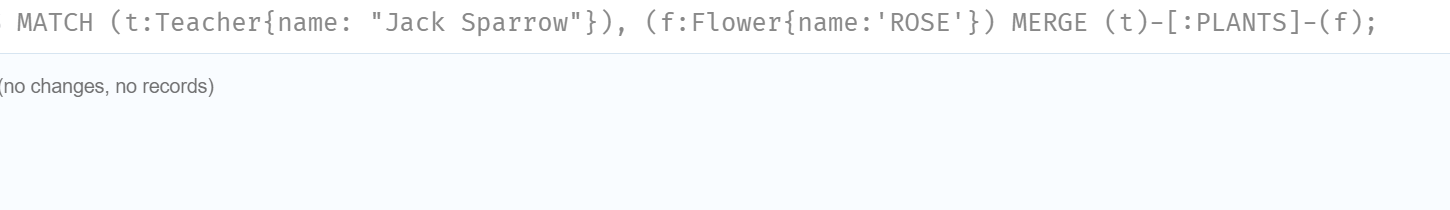 MATCH (t:Teacher{name: "Jack Sparrow"}), (f:Flower{name:'ROSE'}) MERGE (t)-[:PLANTS]-(f);
(no changes, no records)